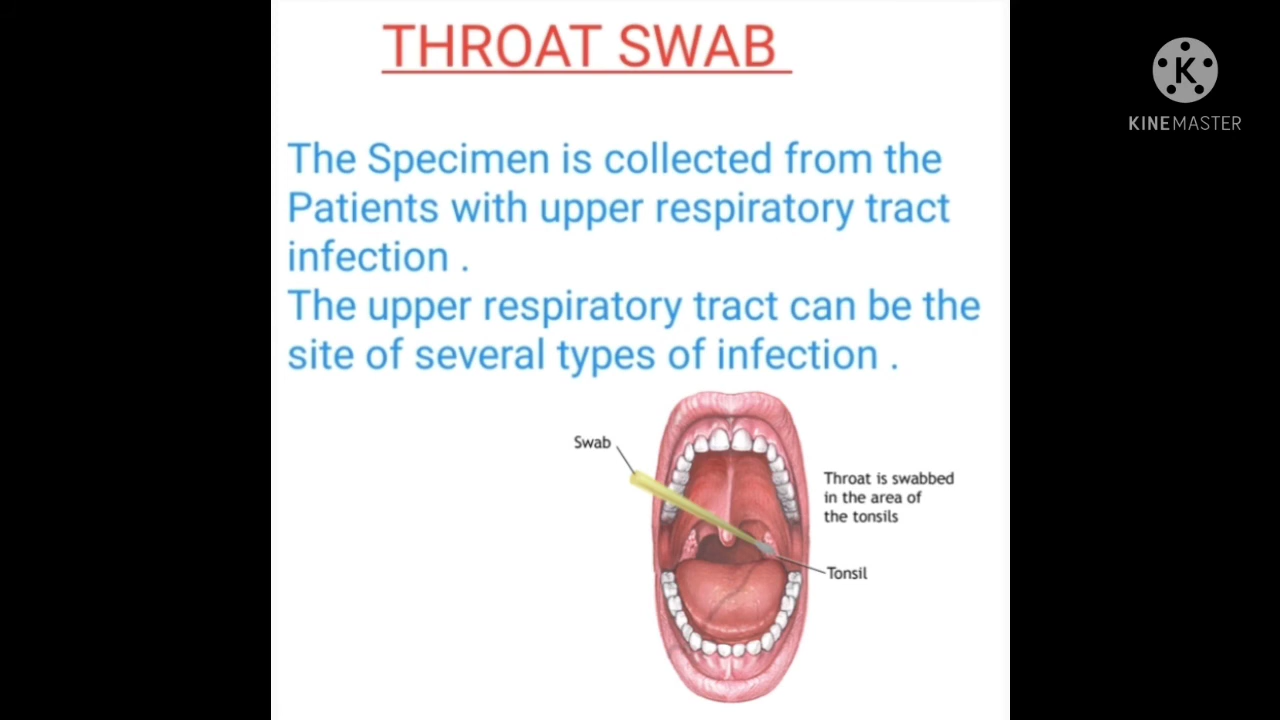 THROAT SWAB
KINEMASTER
The Specimen is collected from the
Patients with upper respiratory tract
infection .
The upper respiratory tract can be the
site of several types of infection .
Swab
Throat is swabbed
in the area of
the tonsils
Tonsil